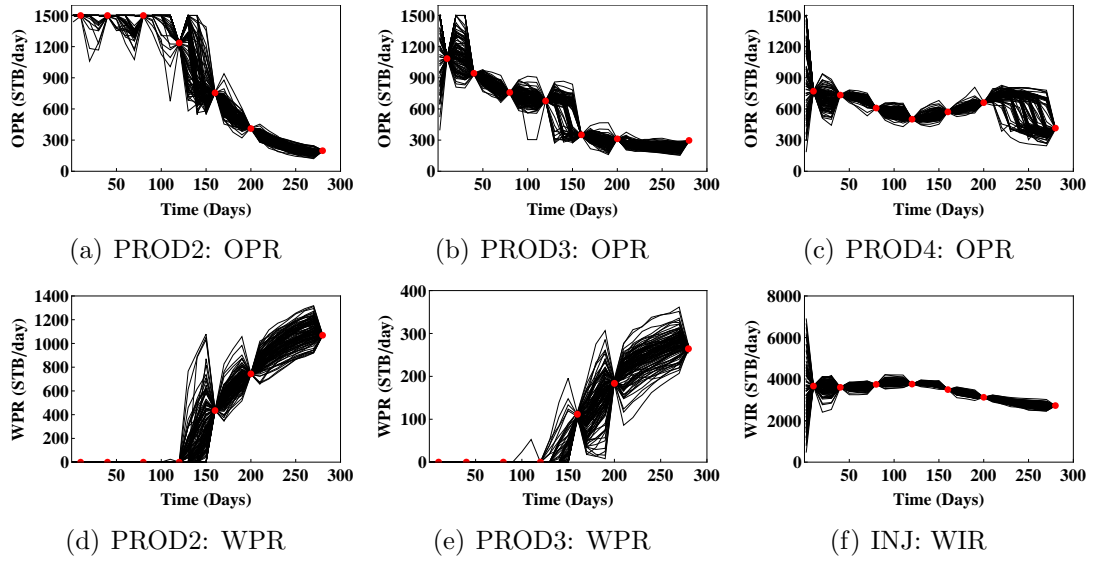 1500
1200
900
600
300
0
OPR (STB/day)
50 100 150 200 250 300
Time (Days)
(a) PROD2: OPR
1500
1200
900
600
300
0
OPR (STB/day)
50 100 150 200 250 300
Time (Days)
(b) PROD3: OPR
1500
1200
900
600
300
0
OPR (STB/day)
50 100 150 200 250 300
Time (Days)
(c) PROD4: OPR
1400
1200
1000
800
600
400
200
0
WPR (STB/day)
50 100 150 200 250 300
Time (Days)
(d) PROD2: WPR
400
300
200
100
0
WPR (STB/day)
50 100 150 200 250 300
Time (Days)
(e) PROD3: WPR
8000
6000
4000
2000
0
WIR (STB/day)
50 100 150 200 250 300
Time (Days)
(f) INJ: WIR